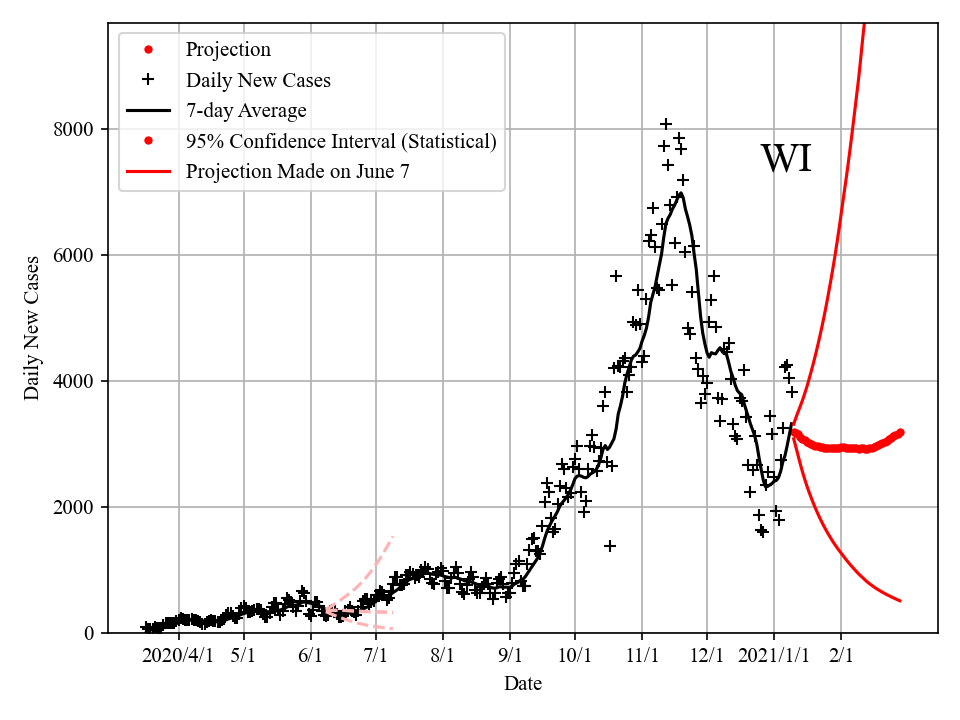 Projection
Daily New Cases
7-day Average
95% Confidence Interval (Statistical)
Projection Made on June 7
WI
Daily New Cases
8000
6000
4000
2000
0
2020/4/1 5/1 6/1 7/1 8/1 9/1 10/1 11/1 12/1 2021/1/1 2/1
Date